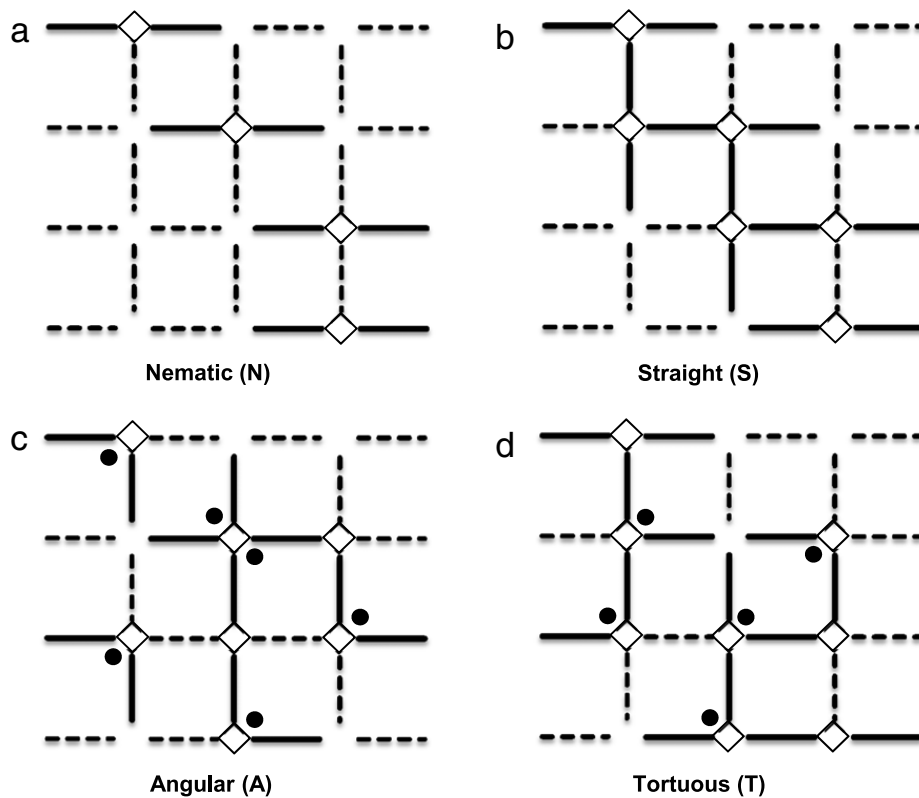 a
b
Nematic (N)
Straight (S)
c
d
Angular (A)
Tortuous (T)